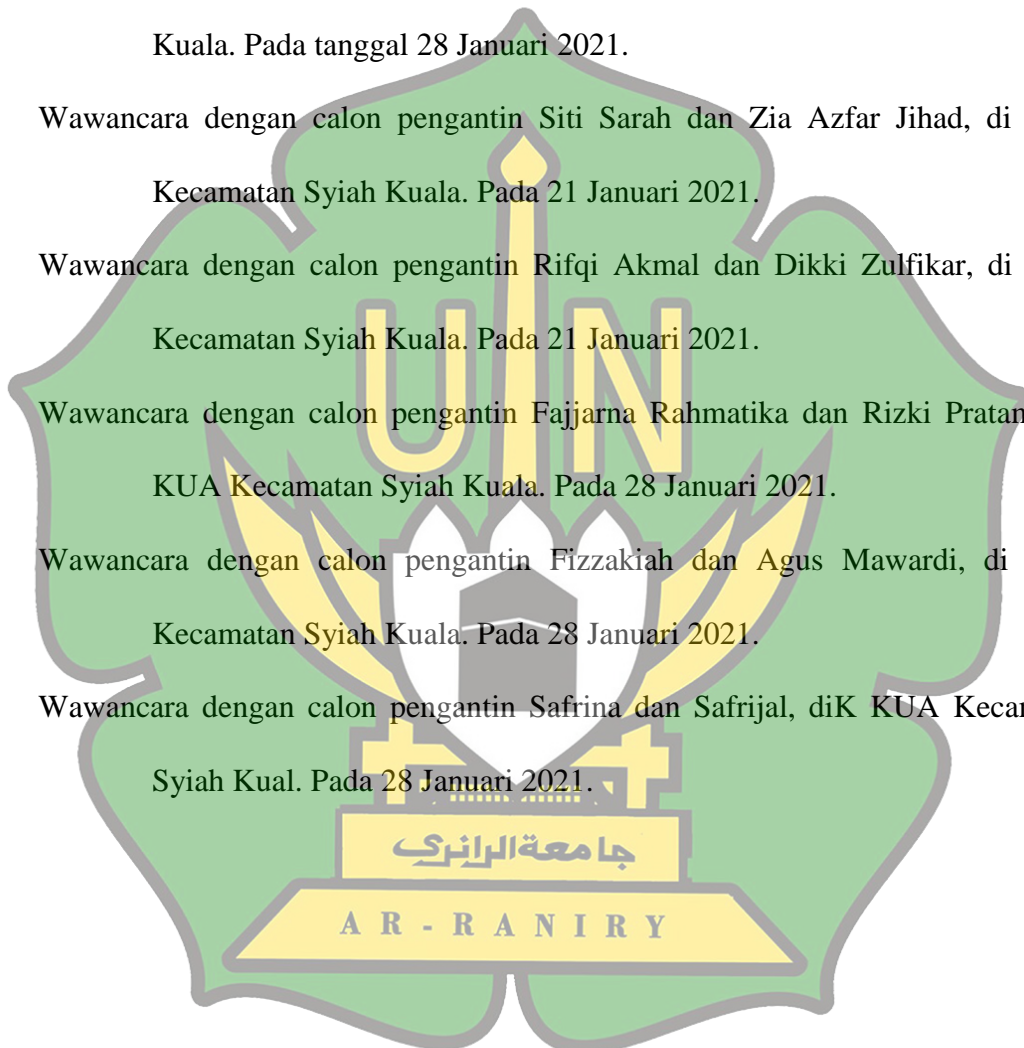 Kuala. Pada tanggal 28 Januari 2021.
Wawancara dengan calon pengantin Siti Sarah dan Zia Azfar Jihad, di
Kecamatan Syiah Kuala. Pada 21 Januari 2021.
Wawancara dengan calon pengantin Rifqi Akmal dan Dikki Zulfikar, di
Kecamatan Syiah Kuala. Pada 21 Januari 2021.
Wawancara dengan calon pengantin Fajjarna Rahmatika dan Rizki
KUA Kecamatan Syiah Kuala. Pada 28 Januari 2021.
Wawancara dengan calon pengantin Fizzakiah dan Agus Mawardi, di
Kecamatan Syiah Kuala. Pada 28 Januari 2021.
Wawancara dengan calon pengantin Safrina dan Safrijal, diK KUA
Syiah Kual. Pada 28 Januari 2021.
UIN
جامعة الرانري
AR-RANIRY